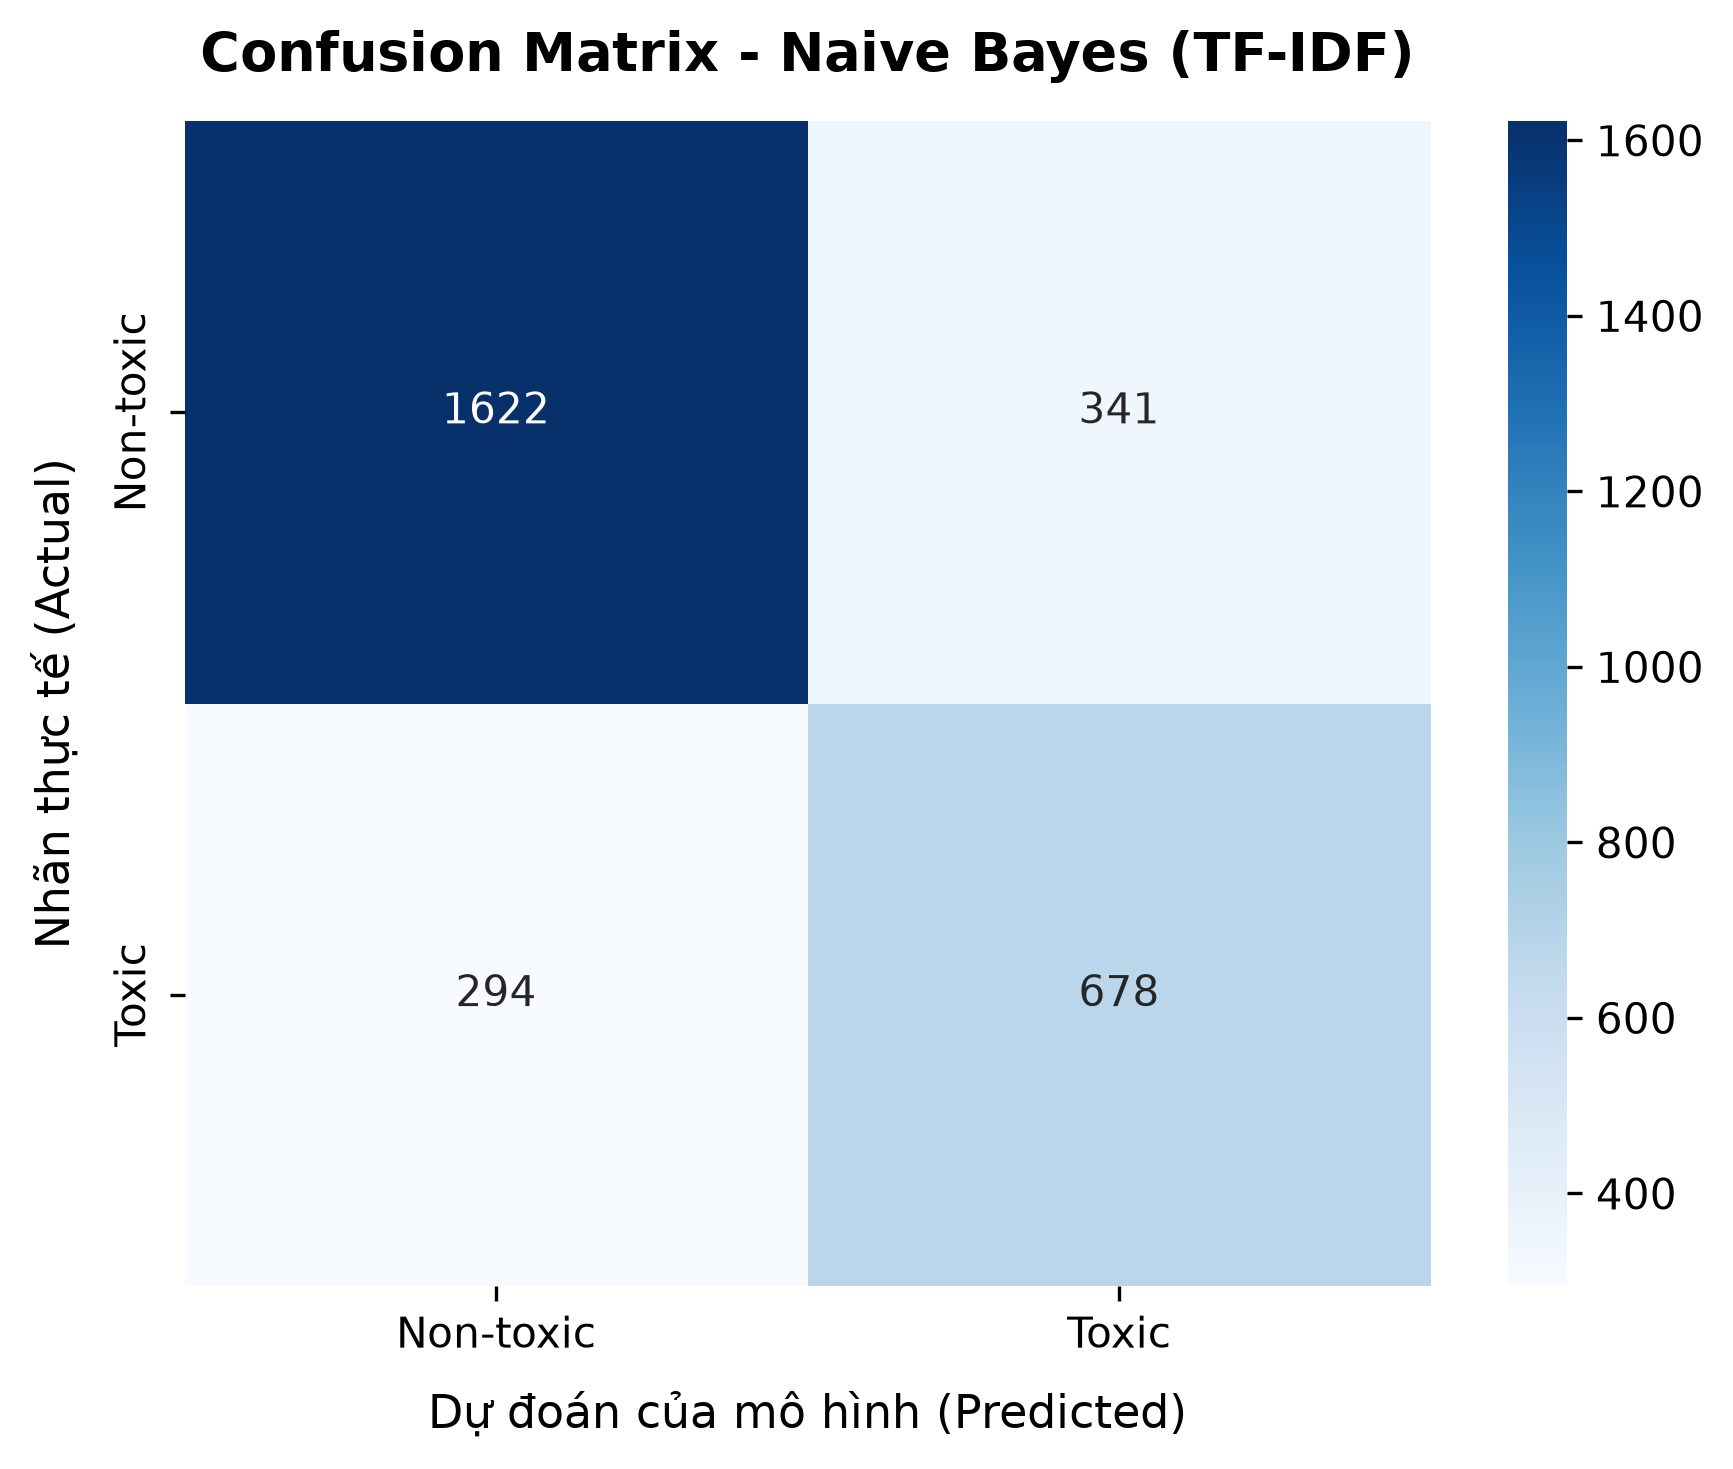 Confusion Matrix - Naive Bayes (TF-IDF)
Nhãn thực tế (Actual)
Non-toxic
Toxic
1622
341
294
678
Non-toxic
Toxic
Dự đoán của mô hình (Predicted)
1600
1400
1200
1000
800
600
400